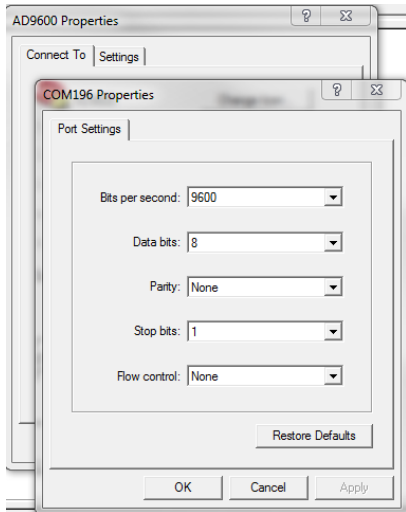 AD9600 Properties
Connect To
Settings
COM196 Properties
Port Settings
Bits per second: 9600
Data bits: 8
Parity: None
Stop bits: 1
Flow control: None
Restore Defaults
OK
Cancel
Apply